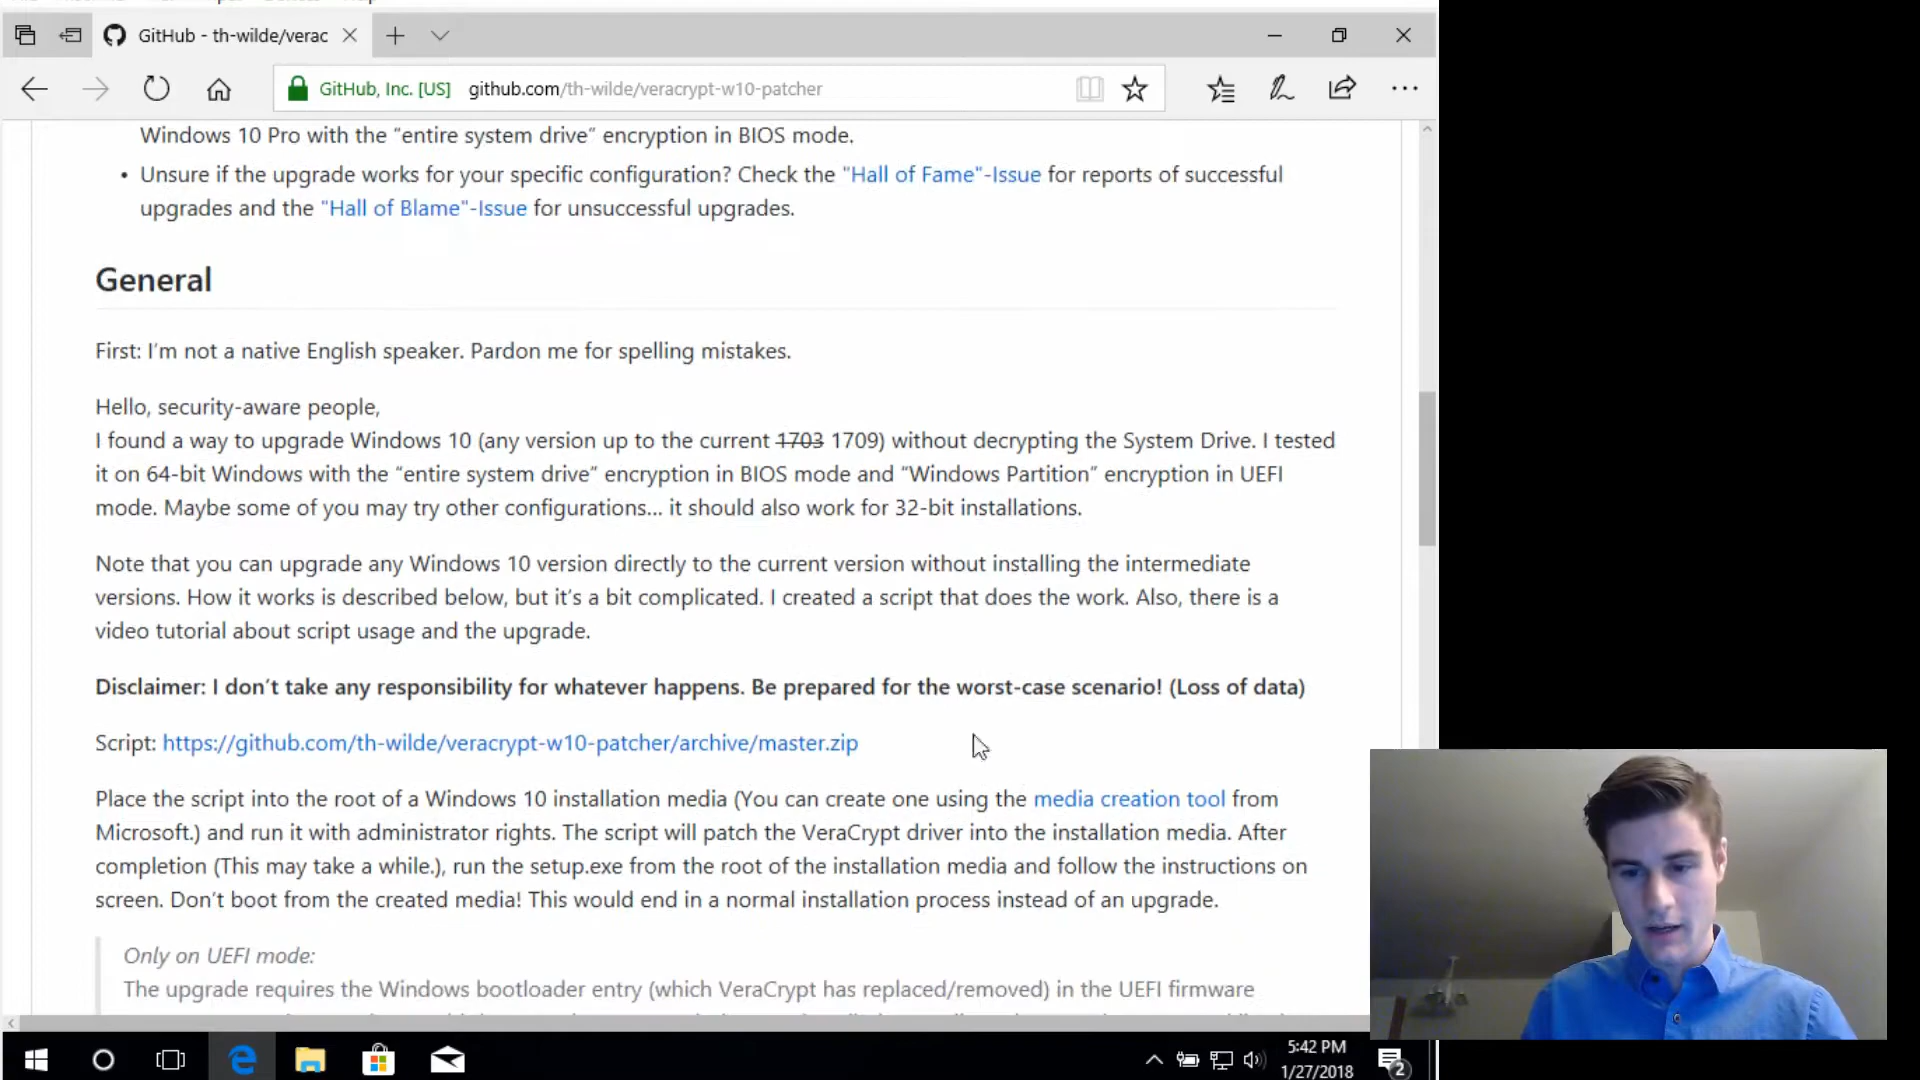 GitHub - th-wilde/verac
GitHub, Inc. [US] github.com/th-wilde/veracrypt-w10-patcher
Windows 10 Pro with the “entire system drive” encryption in BIOS mode.
• Unsure if the upgrade works for your specific configuration? Check the "Hall of Fame"-Issue for reports of successful
upgrades and the "Hall of Blame"-Issue for unsuccessful upgrades.
General
First: I’m not a native English speaker. Pardon me for spelling mistakes.
Hello, security-aware people,
I found a way to upgrade Windows 10 (any version up to the current 1703 1709) without decrypting the System Drive. I tested
it on 64-bit Windows with the “entire system drive” encryption in BIOS mode and “Windows Partition” encryption in UEFI
mode. Maybe some of you may try other configurations… it should also work for 32-bit installations.
Note that you can upgrade any Windows 10 version directly to the current version without installing the intermediate
versions. How it works is described below, but it’s a bit complicated. I created a script that does the work. Also, there is a
video tutorial about script usage and the upgrade.
Disclaimer: I don’t take any responsibility for whatever happens. Be prepared for the worst-case scenario! (Loss of data)
Script: https://github.com/th-wilde/veracrypt-w10-patcher/archive/master.zip
Place the script into the root of a Windows 10 installation media (You can create one using the media creation tool from
Microsoft.) and run it with administrator rights. The script will patch the VeraCrypt driver into the installation media. After
completion (This may take a while.), run the setup.exe from the root of the installation media and follow the instructions on
screen. Don’t boot from the created media! This would end in a normal installation process instead of an upgrade.
Only on UEFI mode:
The upgrade requires the Windows bootloader entry (which VeraCrypt has replaced/removed) in the UEFI firmware
5:42 PM
1/27/2018
2